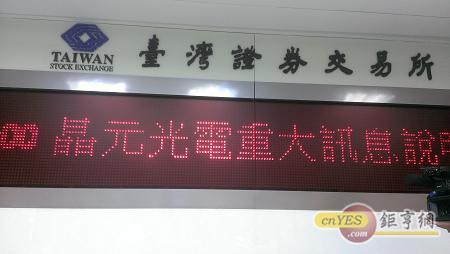 TAIWAN
STOCK EXCHANGE
臺灣證券交易所
00 晶元光電重大訊息說
cnYES
.com
鉅亨網